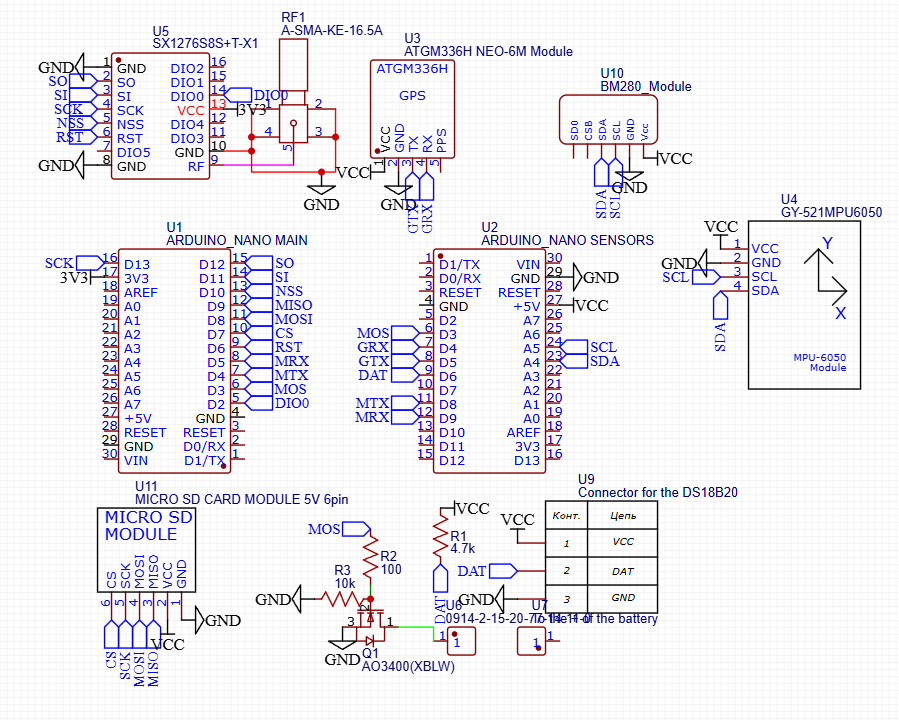 U5
SX1276S8S+T-X1
GND 1 GND DIO2 16
SO 2 SO DIO1 15
SI 3 SI DIO0 14 DIO0
SCK 4 SCK VCC 13 3V3
NSS 5 NSS DIO4 12
RST 6 RST DIO3 11
7 DIO5 GND 10
GND 8 GND RF 9
RF1
A-SMA-KE-16.5A
1 2
4 3
5
GND
U3
ATGM336H NEO-6M Module
ATGM336H
GPS
VCC GND TX RX PPS
1 2 3 4 5
VCC
GND
GTX
GRX
U10
BM280_Module
SDO CSB SDA SCL GND Vcc
VCC
GND
SDA
SCL
U4
GY-521MPU6050
VCC 1 VCC
GND 2 GND
SCL 3 SCL
4 SDA
SDA
Y
X
MPU-6050
Module
U1
ARDUINO_NANO MAIN
SCK 16 D13 D12 15 SO
3V3 17 3V3 D11 14 SI
18 AREF D10 13 NSS
19 A0 D9 12 MISO
20 A1 D8 11 MOSI
21 A2 D7 10 CS
22 A3 D6 9 RST
23 A4 D5 8 MRX
24 A5 D4 7 MTX
25 A6 D3 6 MOS
26 A7 D2 5 DIO0
27 +5V GND 4
28 RESET RESET 3
29 GND D0/RX 2
30 VIN D1/TX 1
U2
ARDUINO_NANO SENSORS
1 D1/TX VIN 30
2 D0/RX GND 29 GND
3 RESET RESET 28
4 GND +5V 27 VCC
5 D2 A7 26
MOS 6 D3 A6 25
GRX 7 D4 A5 24 SCL
GTX 8 D5 A4 23 SDA
DAT 9 D6 A3 22
10 D7 A2 21
MTX 11 D8 A1 20
MRX 12 D9 A0 19
13 D10 AREF 18
14 D11 3V3 17
15 D12 D13 16
U11
MICRO SD CARD MODULE 5V 6pin
MICRO SD
MODULE
CS SCK MOSI MISO VCC GND
6 5 4 3 2 1
GND
VCC
CS
SCK
MOSI
MISO
MOS
R2
100
R3
10k
GND
2
3 1
GND
Q1
AO3400(XBLW)
VCC
R1
4.7k
DAT
U6
0914-2-15-20-77-14-11-0
1 1
U7
To the + of the battery
1 1
U9
Connector for the DS18B20
Конт. Цепь
VCC 1 VCC
DAT 2 DAT
GND 3 GND